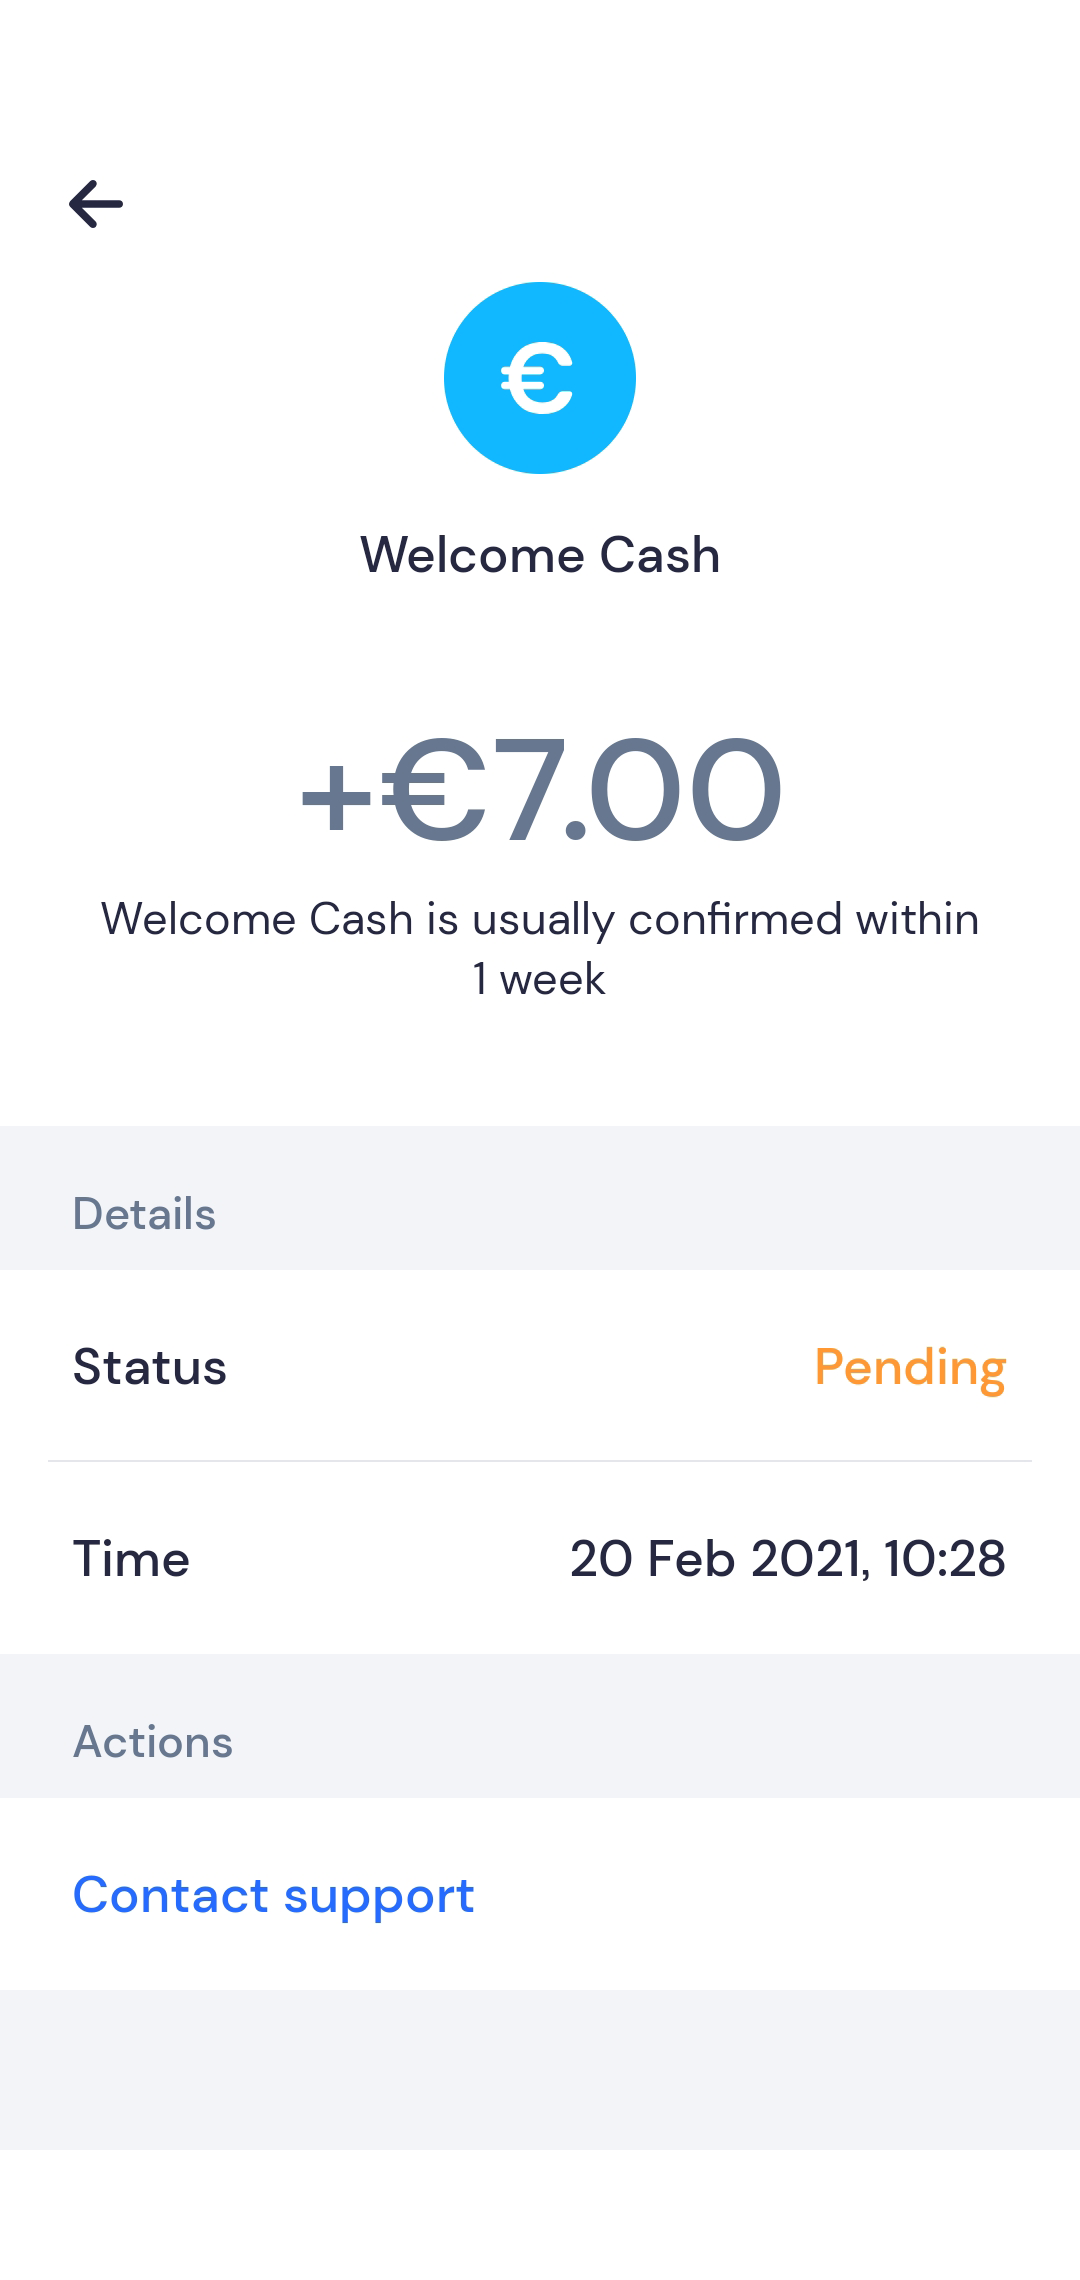 €
Welcome Cash
+€7.00
Welcome Cash is usually confirmed within
1 week
Details
Status Pending
Time 20 Feb 2021, 10:28
Actions
Contact support